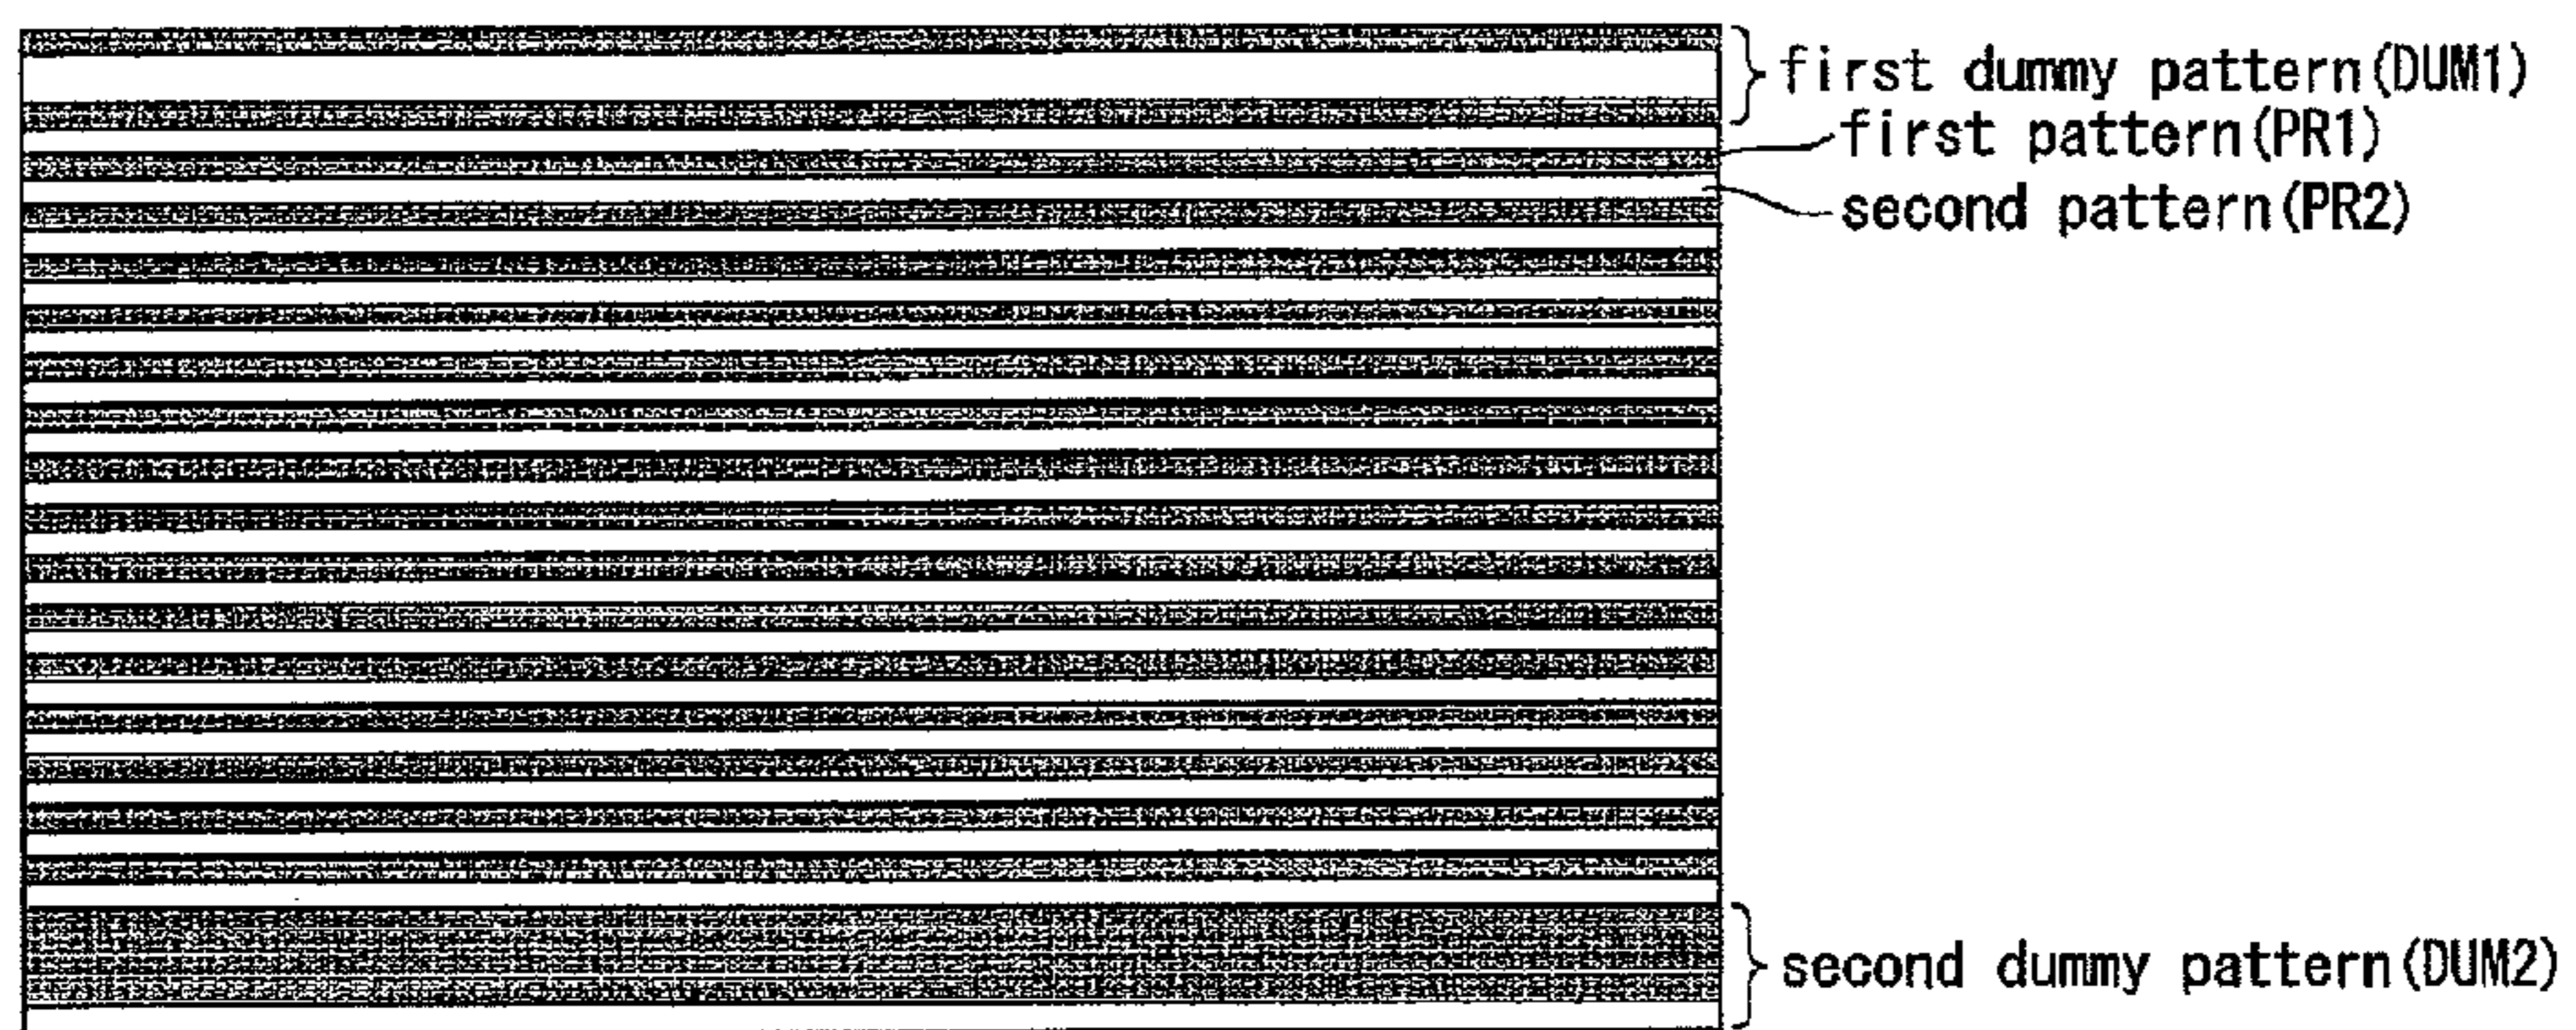 first dummy pattern(DUM1)
first pattern(PR1)
second pattern(PR2)
second dummy pattern(DUM2)